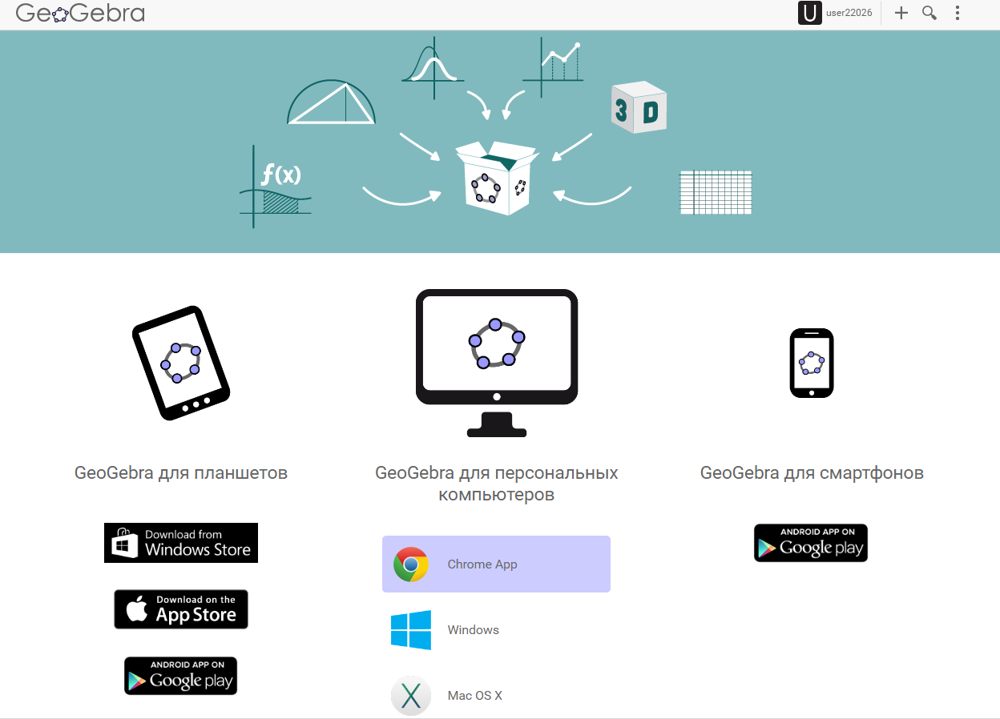 GeoGebra
U user22026
f(x)
3D
GeoGebra для планшетов
Download from
Windows Store
Download on the
App Store
ANDROID APP ON
Google play
GeoGebra для персональных
компьютеров
Chrome App
Windows
Mac OS X
GeoGebra для смартфонов
ANDROID APP ON
Google play